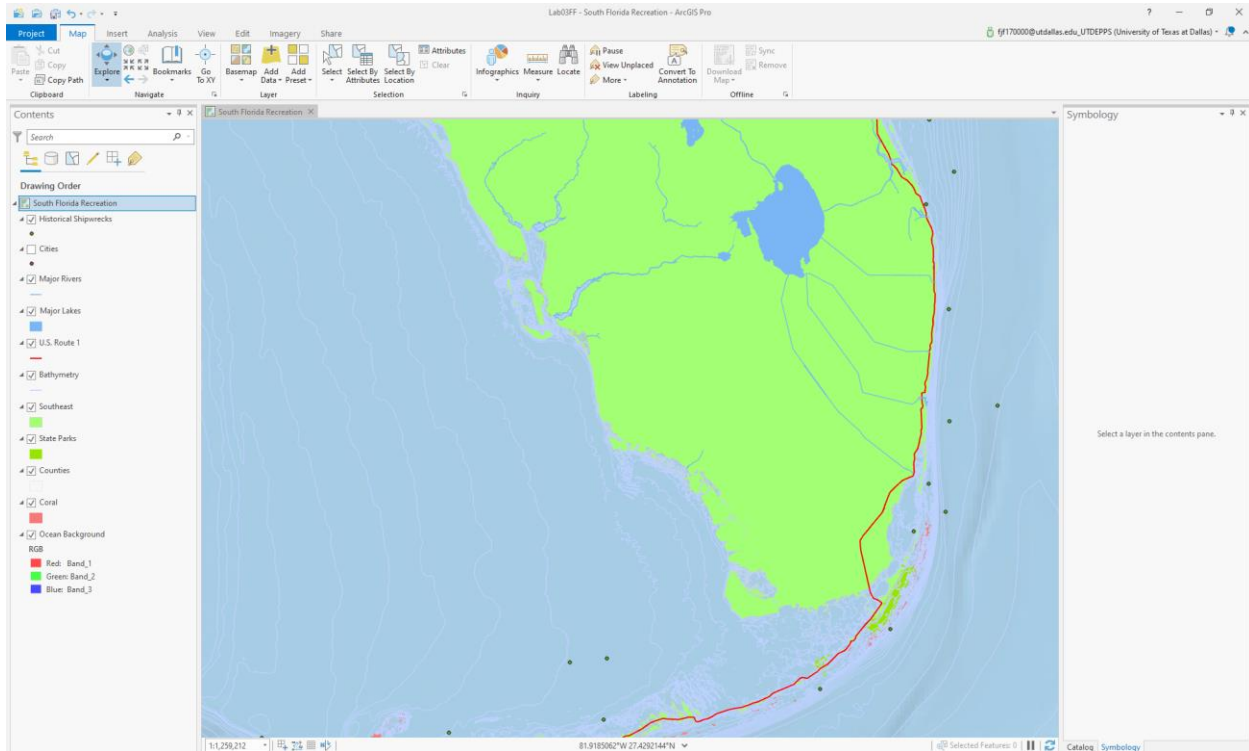 Lab03FF - South Florida Recreation - ArcGIS Pro
?
Project Map Insert Analysis View Edit Imagery Share
fjf170000@utdallas.edu_UTDEPPS (University of Texas at Dallas)
Paste
Cut
Copy
Copy Path
Clipboard
Explore
Bookmarks
Go To XY
Navigate
Basemap
Add Data
Add Preset
Layer
Select
Select By Attributes
Select By Location
Attributes
Clear
Selection
Infographics
Measure
Locate
Inquiry
Pause
View Unplaced
More
Convert To Annotation
Labeling
Download Map
Sync
Remove
Offline
Contents
Search
Drawing Order
South Florida Recreation
Historical Shipwrecks
Cities
Major Rivers
Major Lakes
U.S. Route 1
Bathymetry
Southeast
State Parks
Counties
Coral
Ocean Background
RGB
Red: Band_1
Green: Band_2
Blue: Band_3
South Florida Recreation
1:1,259,212
81.9185062°W 27.4292144°N
Selected Features: 0
Symbology
Select a layer in the contents pane.
Catalog Symbology